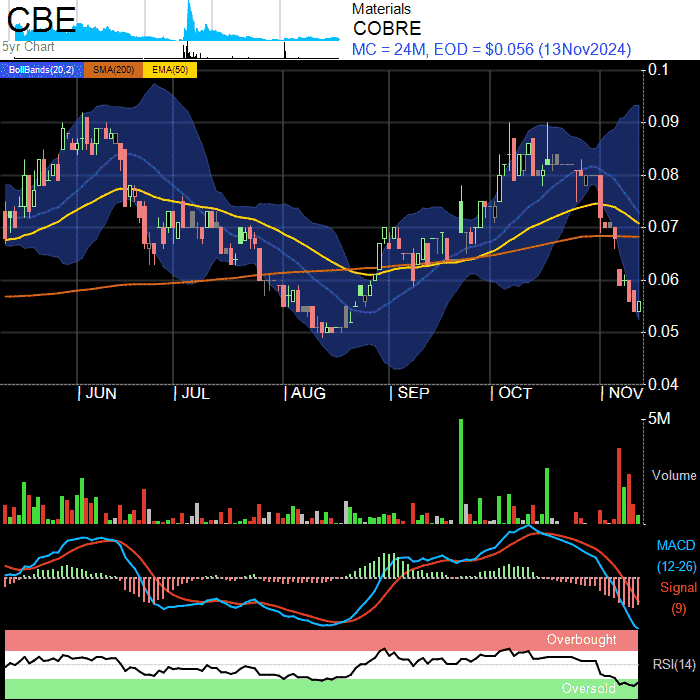 CBE
5yr Chart
Materials
COBRE
MC = 24M, EOD = $0.056 (13Nov2024)
BollBands(20,2) SMA(200) EMA(50)
0.1
0.09
0.08
0.07
0.06
0.05
0.04
| JUN | JUL | AUG | SEP | OCT | NOV
5M
Volume
MACD
(12-26)
Signal
(9)
Overbought
RSI(14)
Oversold